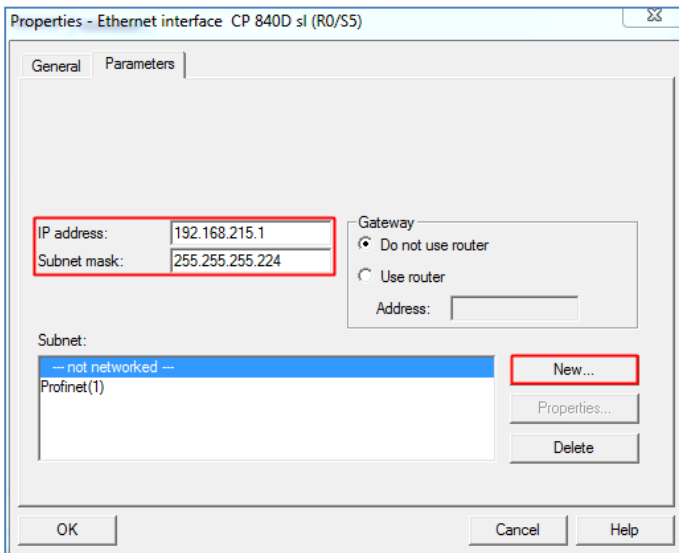 Properties - Ethernet interface CP 840D sl (R0/S5)
General Parameters
IP address: 192.168.215.1
Subnet mask: 255.255.255.224
Gateway
Do not use router
Use router
Address:
Subnet:
--- not networked ---
Profinet(1)
New...
Properties...
Delete
OK Cancel Help